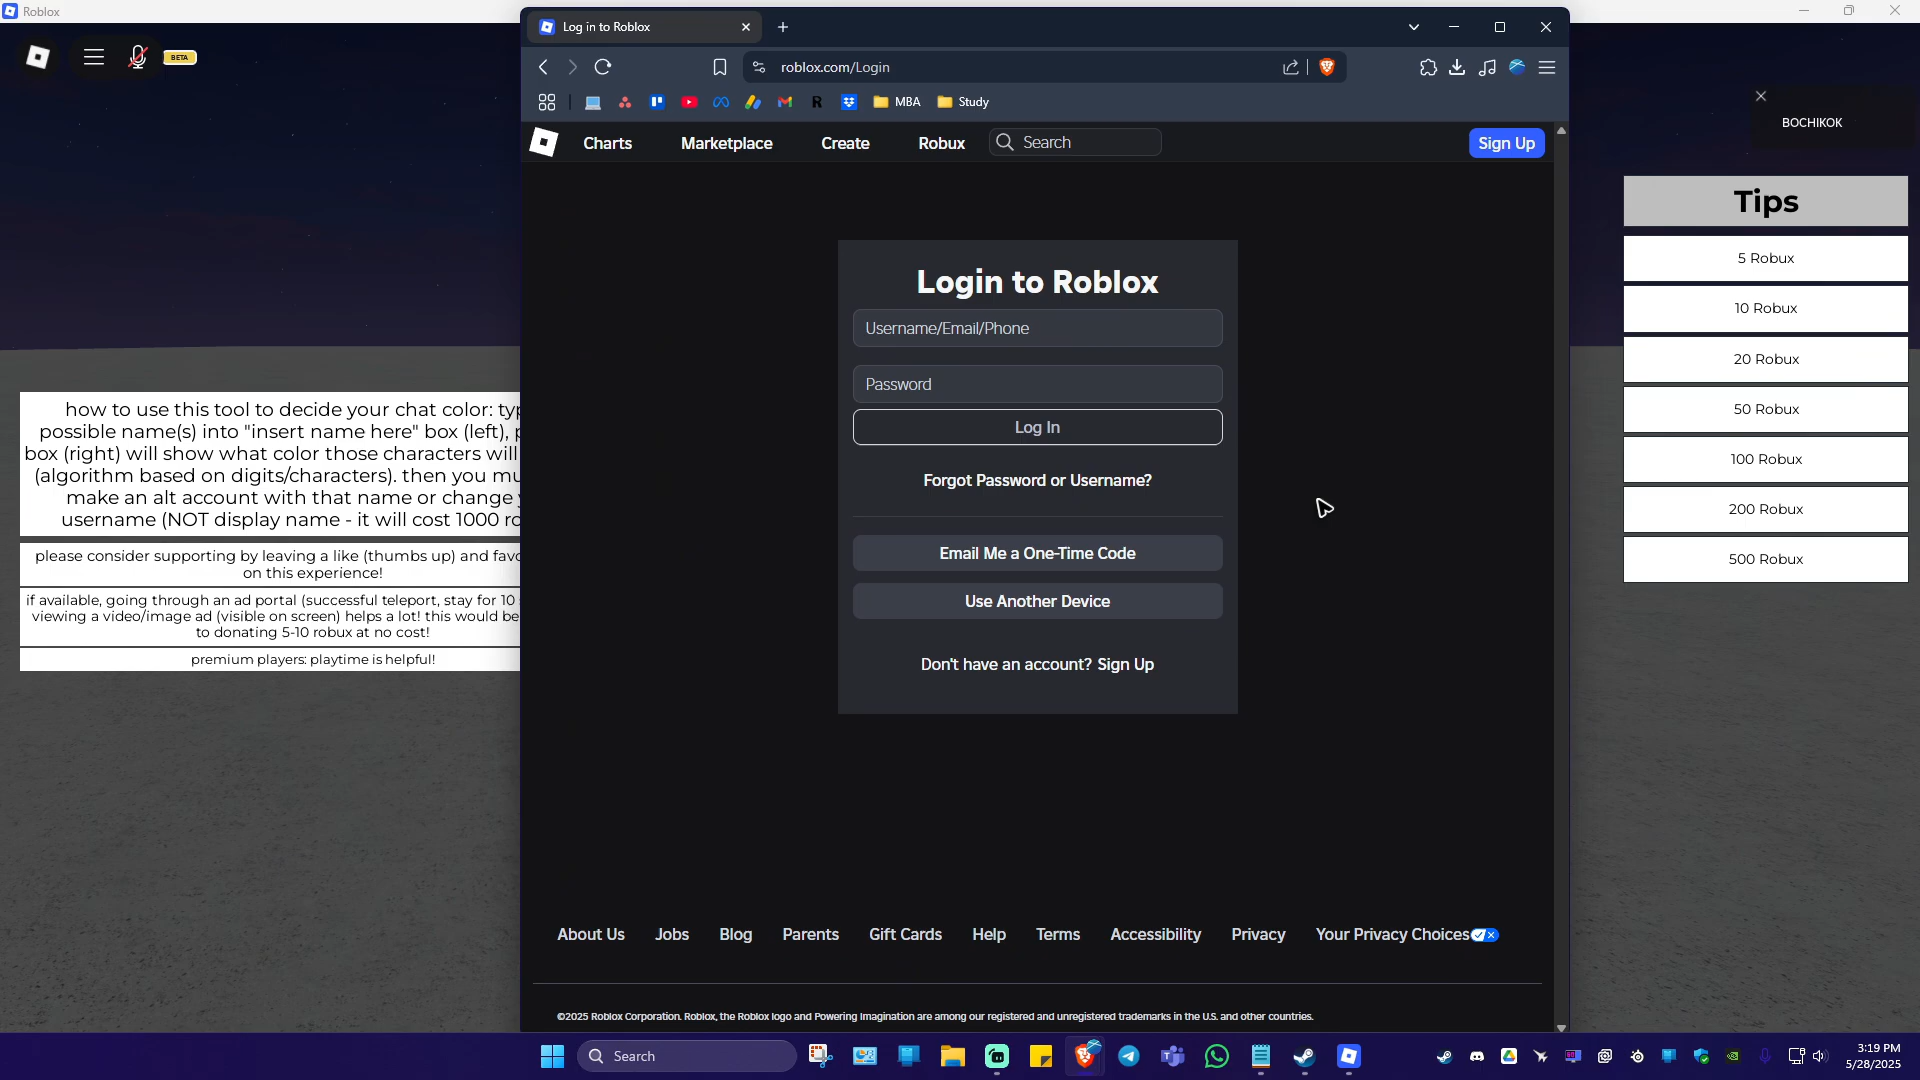 Roblox
BETA
Log in to Roblox
roblox.com/Login
MBA
Study
Charts
Marketplace
Create
Robux
Search
Sign Up
Login to Roblox
Username/Email/Phone
Password
Log In
Forgot Password or Username?
Email Me a One-Time Code
Use Another Device
Don't have an account? Sign Up
About Us
Jobs
Blog
Parents
Gift Cards
Help
Terms
Accessibility
Privacy
Your Privacy Choices
©2025 Roblox Corporation. Roblox, the Roblox logo and Powering Imagination are among our registered and unregistered trademarks in the U.S. and other countries.
how to use this tool to decide your chat color: typ
possible name(s) into "insert name here" box (left), p
box (right) will show what color those characters will
(algorithm based on digits/characters). then you mu
make an alt account with that name or change
username (NOT display name - it will cost 1000 ro
please consider supporting by leaving a like (thumbs up) and favo
on this experience!
if available, going through an ad portal (successful teleport, stay for 10
viewing a video/image ad (visible on screen) helps a lot! this would be
to donating 5-10 robux at no cost!
premium players: playtime is helpful!
BOCHIKOK
Tips
5 Robux
10 Robux
20 Robux
50 Robux
100 Robux
200 Robux
500 Robux
Search
3:19 PM
5/28/2025